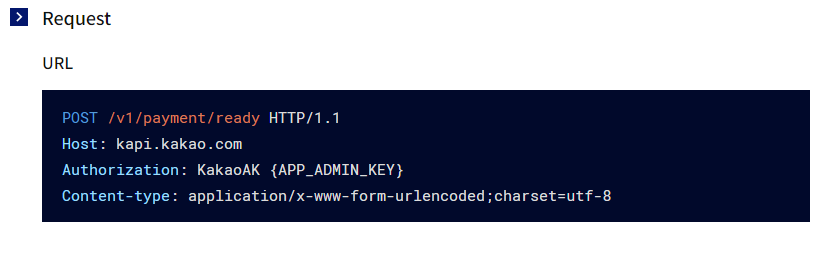 Request
URL
POST /v1/payment/ready HTTP/1.1
Host: kapi.kakao.com
Authorization: KakaoAK {APP_ADMIN_KEY}
Content-type: application/x-www-form-urlencoded;charset=utf-8